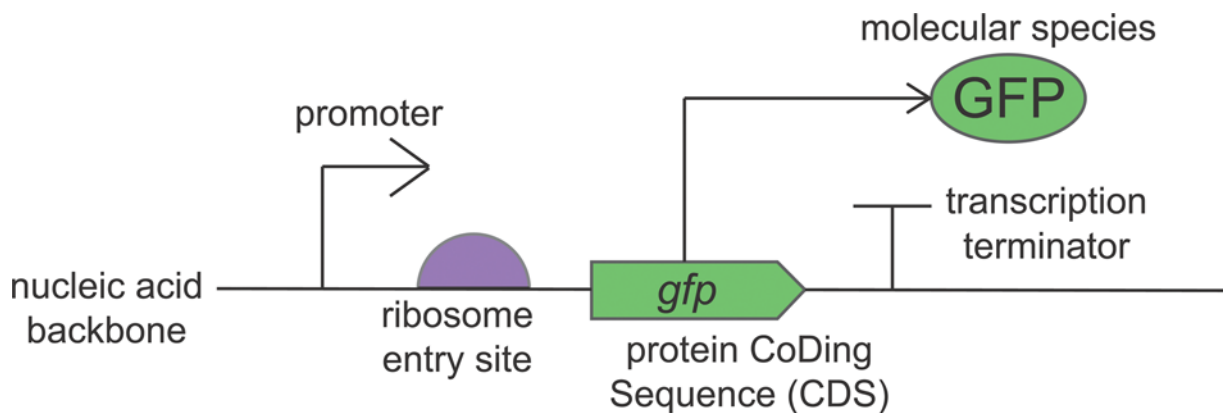 molecular species
GFP
promoter
transcription
terminator
nucleic acid
backbone
ribosome
entry site
gfp
protein CoDing
Sequence (CDS)